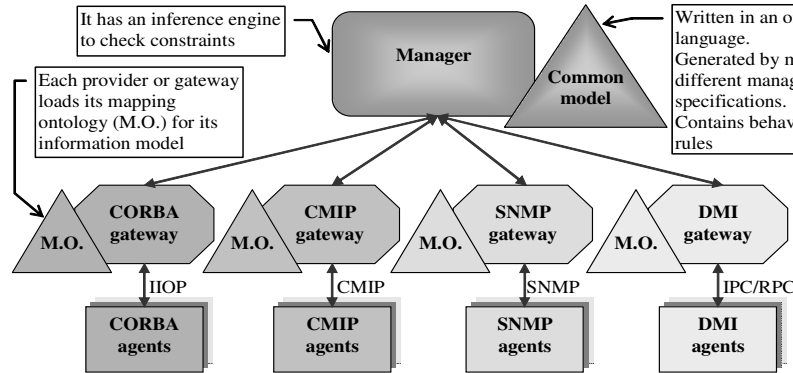 It has an inference engine
to check constraints
Manager
Common
model
Written in an o
language.
Generated by m
different manag
specifications.
Contains behav
rules
Each provider or gateway
loads its mapping
ontology (M.O.) for its
information model
M.O.
CORBA
gateway
M.O.
CMIP
gateway
M.O.
SNMP
gateway
M.O.
DMI
gateway
IIOP
CMIP
SNMP
IPC/RPC
CORBA
agents
CMIP
agents
SNMP
agents
DMI
agents